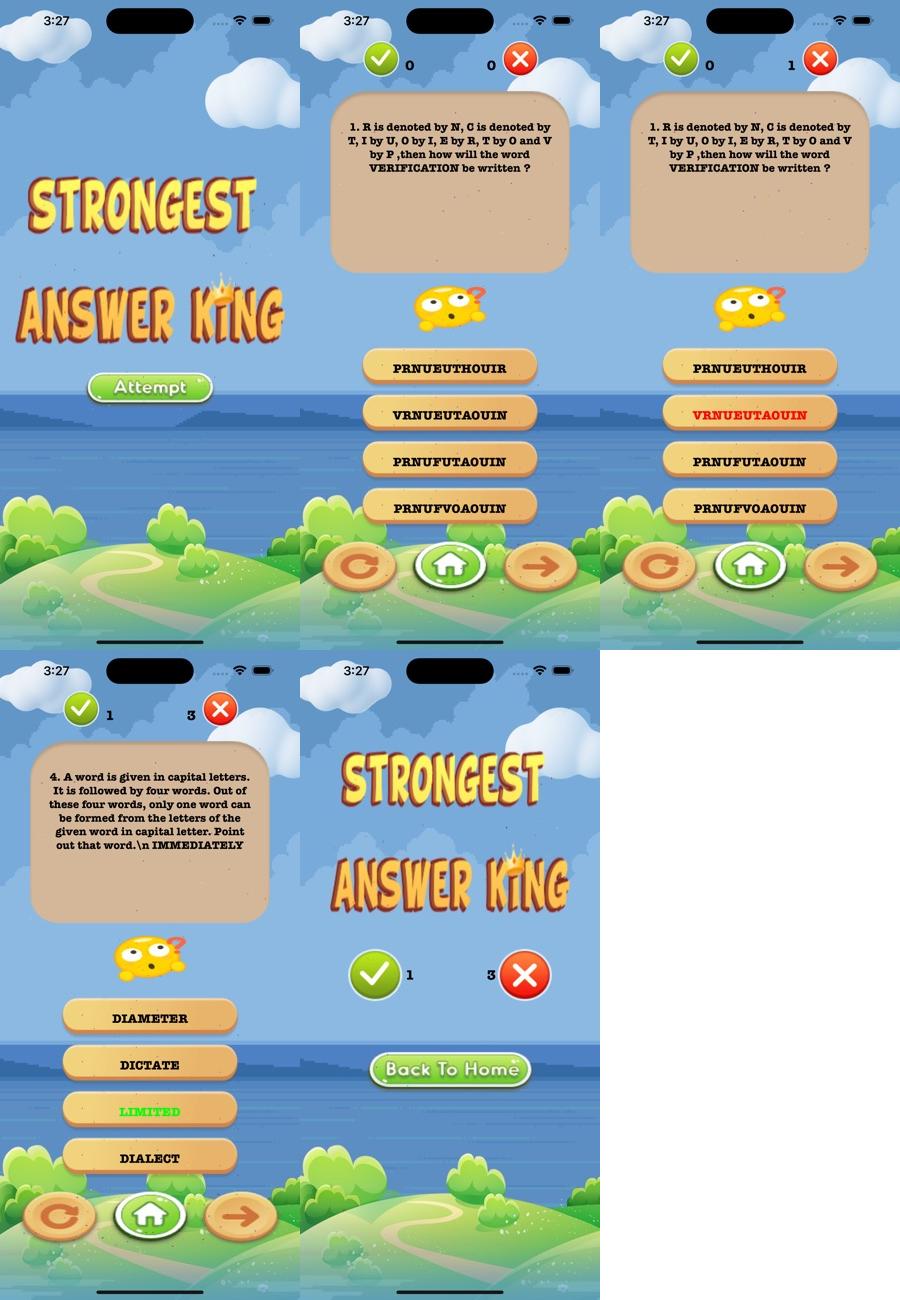 3:27
STRONGEST
ANSWER KING
Attempt
3:27
0
0
1. R is denoted by N, C is denoted by
T, I by U, O by I, E by R, T by O and V
by P ,then how will the word
VERIFICATION be written ?
PRNUEUTHOUIR
VRNUEUTAOUIN
PRNUFUTAOUIN
PRNUFVOAOUIN
3:27
0
1
1. R is denoted by N, C is denoted by
T, I by U, O by I, E by R, T by O and V
by P ,then how will the word
VERIFICATION be written ?
PRNUEUTHOUIR
VRNUEUTAOUIN
PRNUFUTAOUIN
PRNUFVOAOUIN
3:27
1
3
4. A word is given in capital letters.
It is followed by four words. Out of
these four words, only one word can
be formed from the letters of the
given word in capital letter. Point
out that word.\n IMMEDIATELY
DIAMETER
DICTATE
LIMITED
DIALECT
3:27
STRONGEST
ANSWER KING
1
3
Back To Home